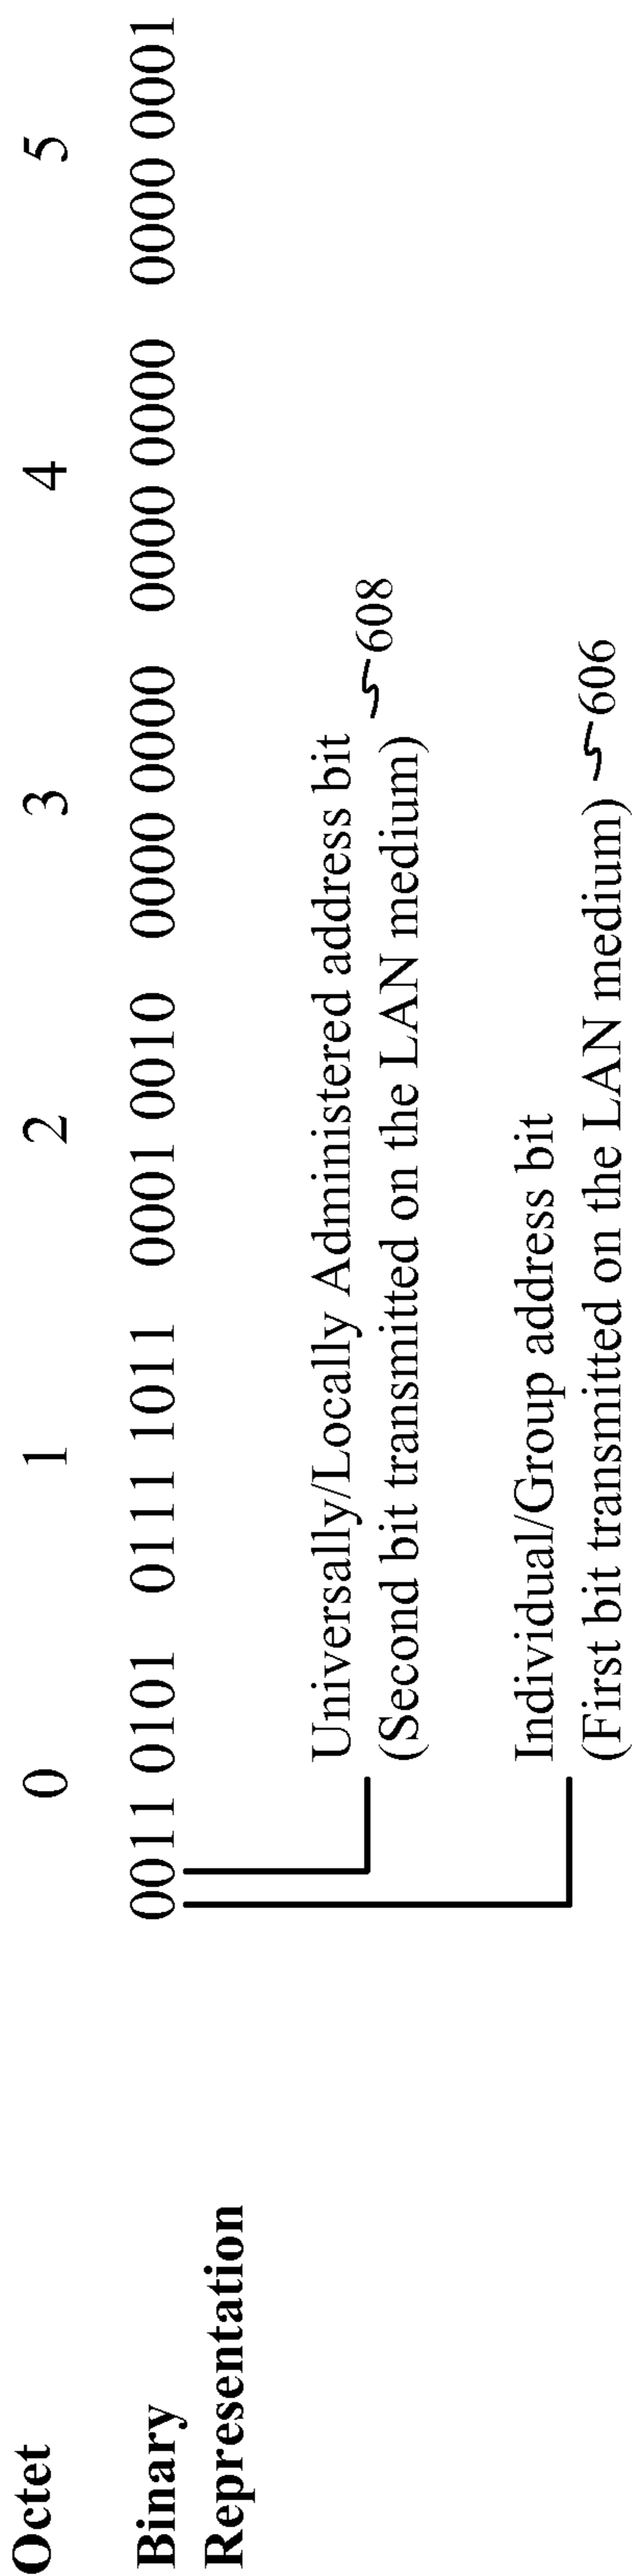 Octet 0 1 2 3 4 5
Binary 0011 0101 0111 1011 0001 0010 0000 0000 0000 0000 0000 0001
Representation
Universally/Locally Administered address bit
(Second bit transmitted on the LAN medium) 608
Individual/Group address bit
(First bit transmitted on the LAN medium) 606